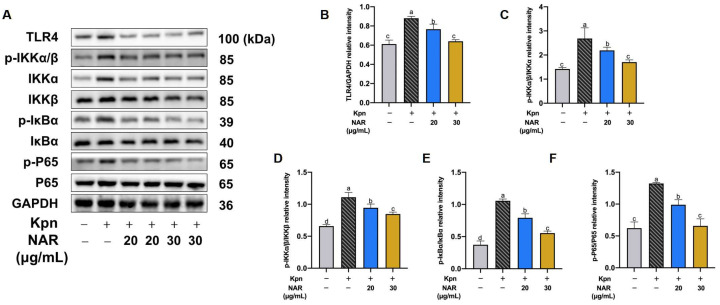 A
TLR4 100 (kDa)
p-IKKα/β 85
IKKα 85
IKKβ 85
p-IκBα 39
IκBα 40
p-P65 65
P65 65
GAPDH 36
Kpn – + + + + +
NAR – – 20 20 30 30
(μg/mL)
B
TLR4/GAPDH relative intensity
1.0
0.8
0.6
0.4
0.2
0.0
c a b c
Kpn – + + +
NAR – – 20 30
(μg/mL)
C
p-IKKα/β/IKKα relative intensity
4
3
2
1
0
c a b c
Kpn – + + +
NAR – – 20 30
(μg/mL)
D
p-IKKα/β/IKKβ relative intensity
1.5
1.0
0.5
0.0
d a b c
Kpn – + + +
NAR – – 20 30
(μg/mL)
E
p-IκBα/IκBα relative intensity
1.5
1.0
0.5
0.0
d a b c
Kpn – + + +
NAR – – 20 30
(μg/mL)
F
p-P65/P65 relative intensity
1.5
1.0
0.5
0.0
c a b c
Kpn – + + +
NAR – – 20 30
(μg/mL)